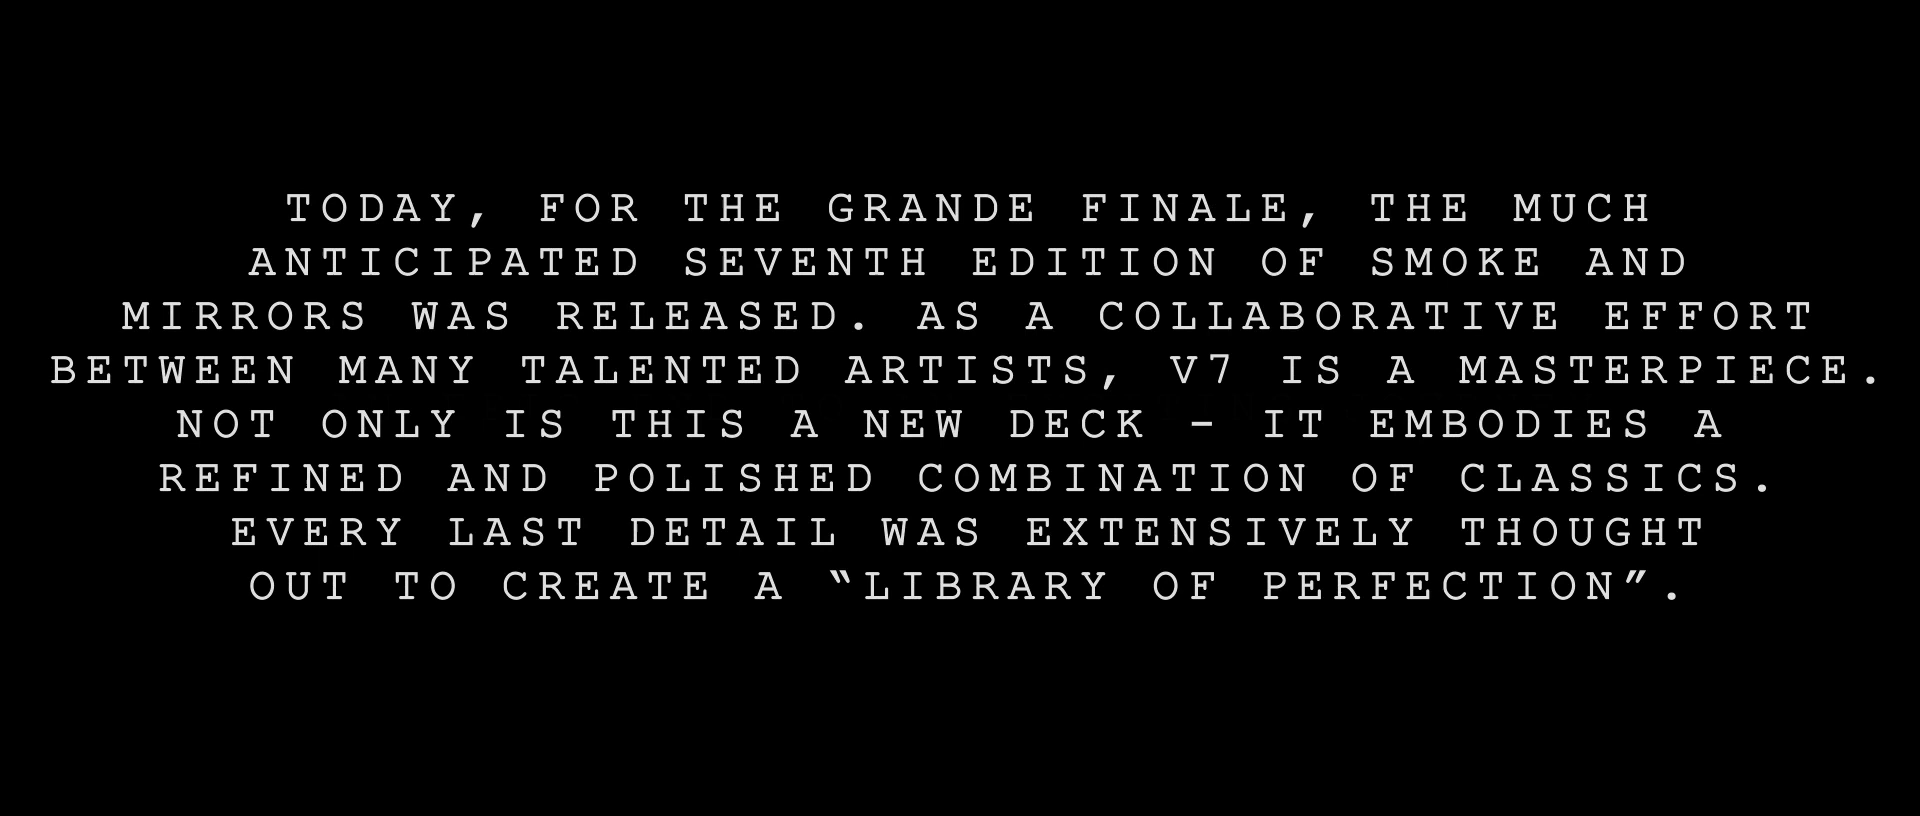 TODAY, FOR THE GRANDE FINALE, THE MUCH
ANTICIPATED SEVENTH EDITION OF SMOKE AND
MIRRORS WAS RELEASED. AS A COLLABORATIVE EFFORT
BETWEEN MANY TALENTED ARTISTS, V7 IS A MASTERPIECE.
NOT ONLY IS THIS A NEW DECK - IT EMBODIES A
REFINED AND POLISHED COMBINATION OF CLASSICS.
EVERY LAST DETAIL WAS EXTENSIVELY THOUGHT
OUT TO CREATE A “LIBRARY OF PERFECTION”.